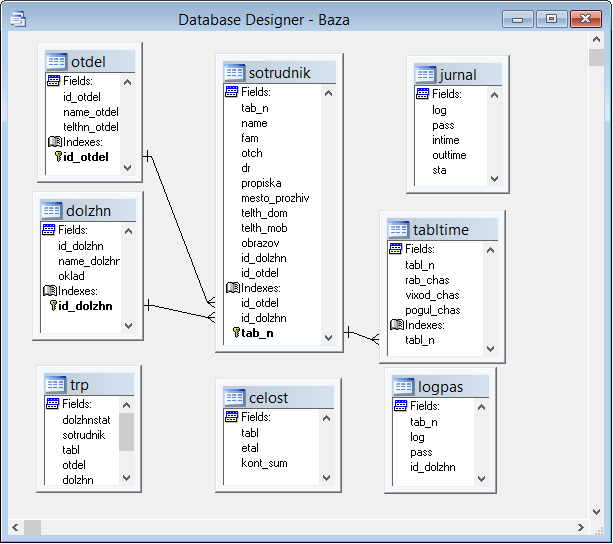 Database Designer - Baza
otdel
Fields:
id_otdel
name_otdel
telthn_otdel
Indexes:
id_otdel
dolzhn
Fields:
id_dolzhn
name_dolzhn
oklad
Indexes:
id_dolzhn
trp
Fields:
dolzhnstat
sotrudnik
tabl
otdel
dolzhn
sotrudnik
Fields:
tab_n
name
fam
otch
dr
propiska
mesto_prozhiv
telth_dom
telth_mob
obrazov
id_dolzhn
id_otdel
Indexes:
id_otdel
id_dolzhn
tab_n
celost
Fields:
tabl
etal
kont_sum
jurnal
Fields:
log
pass
intime
outtime
sta
tabltime
Fields:
tabl_n
rab_chas
vixod_chas
pogul_chas
Indexes:
tabl_n
logpas
Fields:
tab_n
log
pass
id_dolzhn